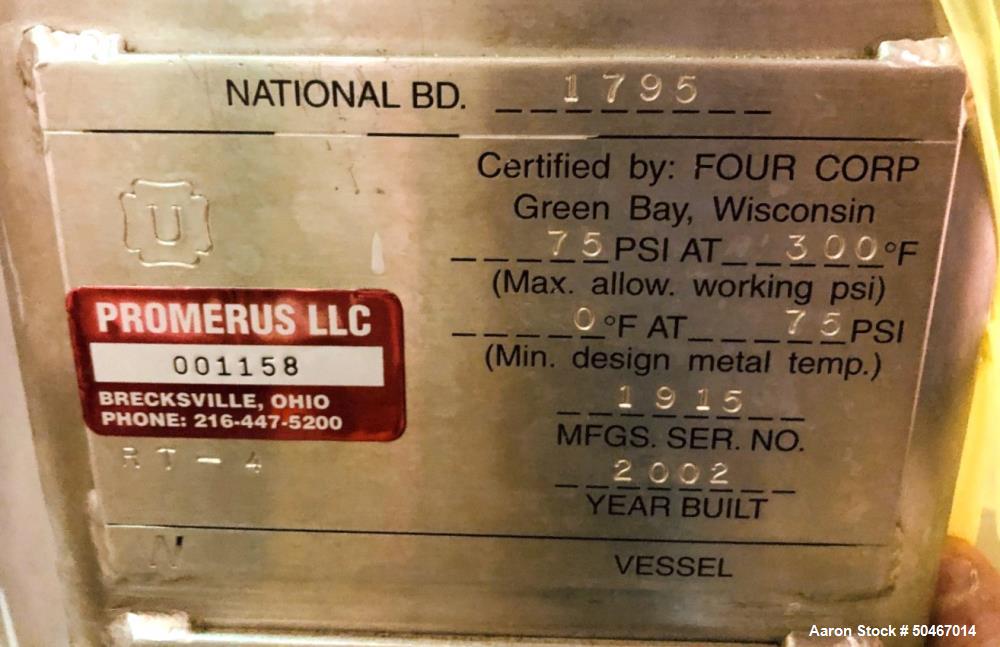 NATIONAL BD. 1795
U
Certified by: FOUR CORP
Green Bay, Wisconsin
75 PSI AT 300°F
(Max. allow. working psi)
0°F AT 75 PSI
(Min. design metal temp.)
1915
MFGS. SER. NO.
2002
YEAR BUILT
PROMERUS LLC
001158
BRECKSVILLE, OHIO
PHONE: 216-447-5200
RT-4
N
VESSEL
Aaron Stock # 50467014